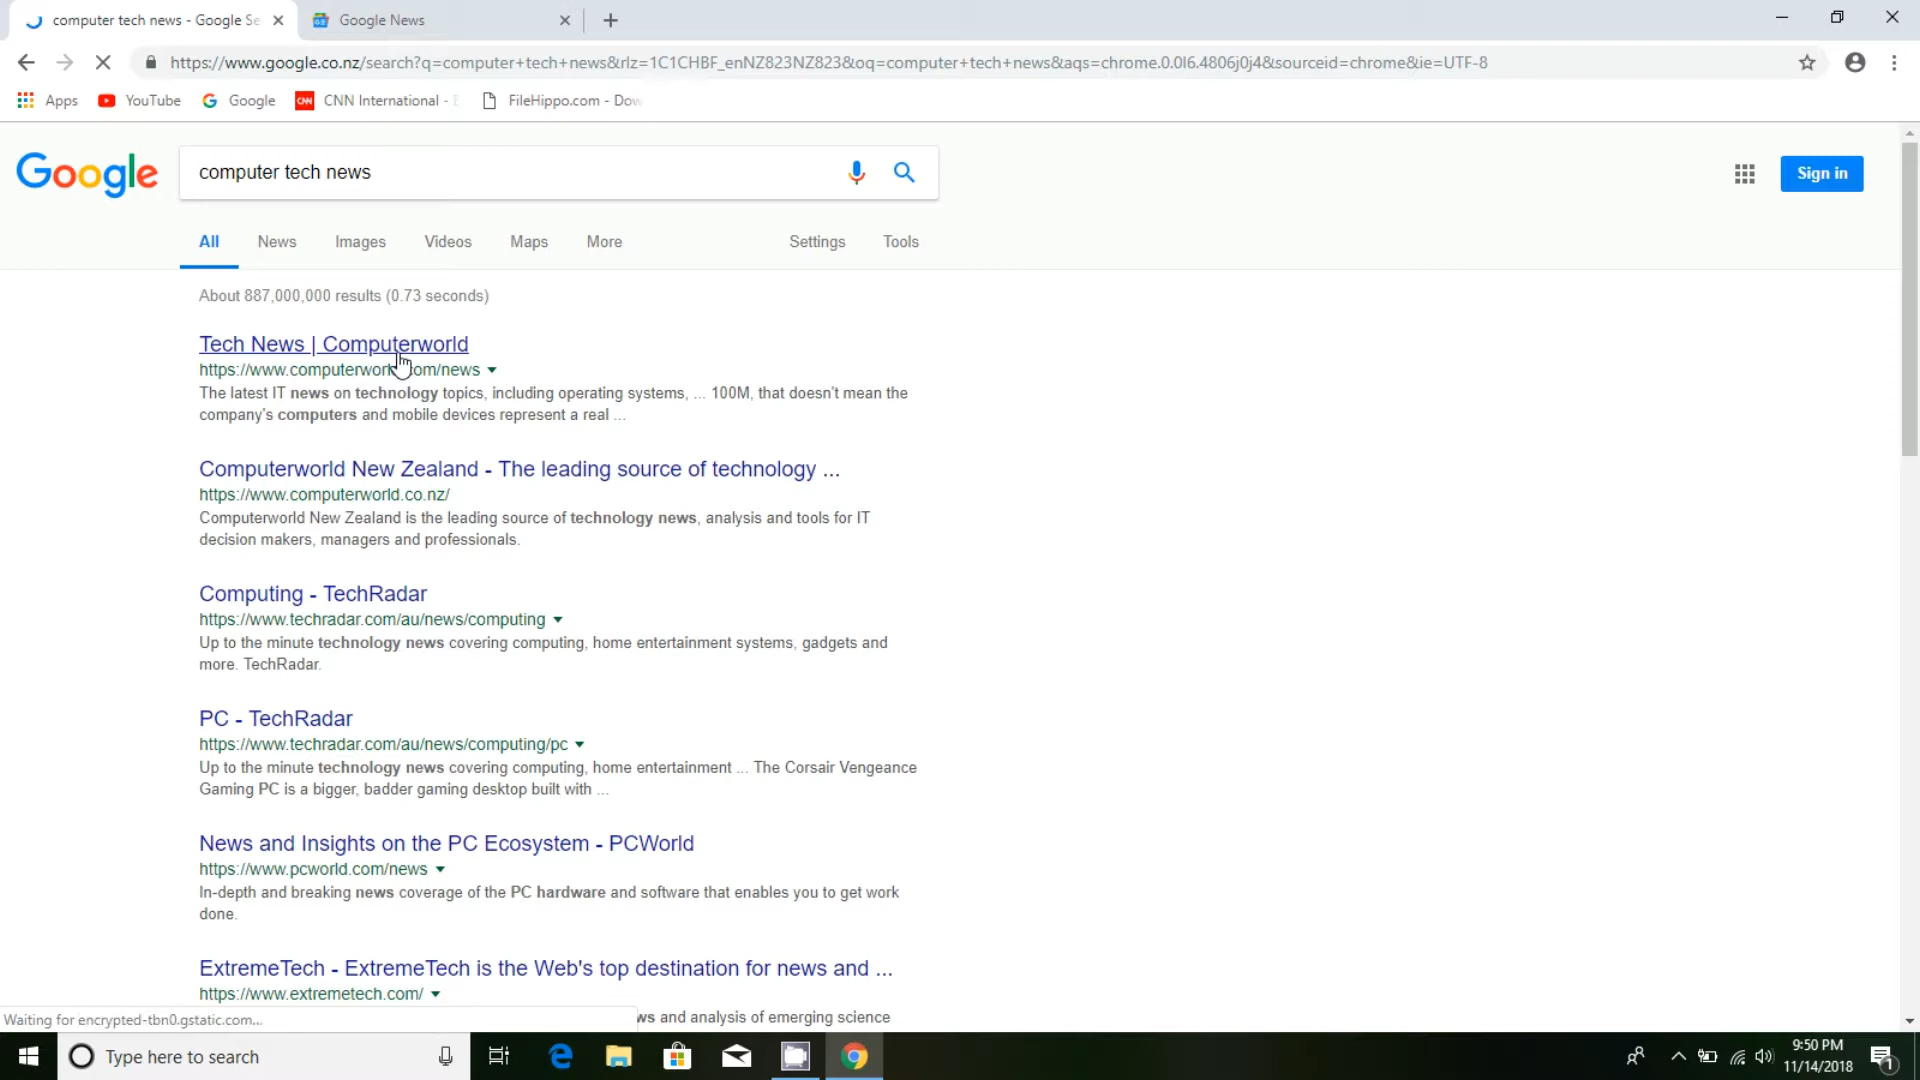 computer tech news - Google Se
Google News
https://www.google.co.nz/search?q=computer+tech+news&rlz=1C1CHBF_enNZ823NZ823&oq=computer+tech+news&aqs=chrome.0.0l6.4806j0j4&sourceid=chrome&ie=UTF-8
Apps YouTube Google CNN International - FileHippo.com - Dow
Google
computer tech news
Sign in
All News Images Videos Maps More Settings Tools
About 887,000,000 results (0.73 seconds)
Tech News | Computerworld
https://www.computerworld.com/news
The latest IT news on technology topics, including operating systems, ... 100M, that doesn't mean the
company's computers and mobile devices represent a real ...
Computerworld New Zealand - The leading source of technology ...
https://www.computerworld.co.nz/
Computerworld New Zealand is the leading source of technology news, analysis and tools for IT
decision makers, managers and professionals.
Computing - TechRadar
https://www.techradar.com/au/news/computing
Up to the minute technology news covering computing, home entertainment systems, gadgets and
more. TechRadar.
PC - TechRadar
https://www.techradar.com/au/news/computing/pc
Up to the minute technology news covering computing, home entertainment ... The Corsair Vengeance
Gaming PC is a bigger, badder gaming desktop built with ...
News and Insights on the PC Ecosystem - PCWorld
https://www.pcworld.com/news
In-depth and breaking news coverage of the PC hardware and software that enables you to get work
done.
ExtremeTech - ExtremeTech is the Web's top destination for news and ...
https://www.extremetech.com/
ws and analysis of emerging science
Waiting for encrypted-tbn0.gstatic.com...
Type here to search
9:50 PM
11/14/2018
1